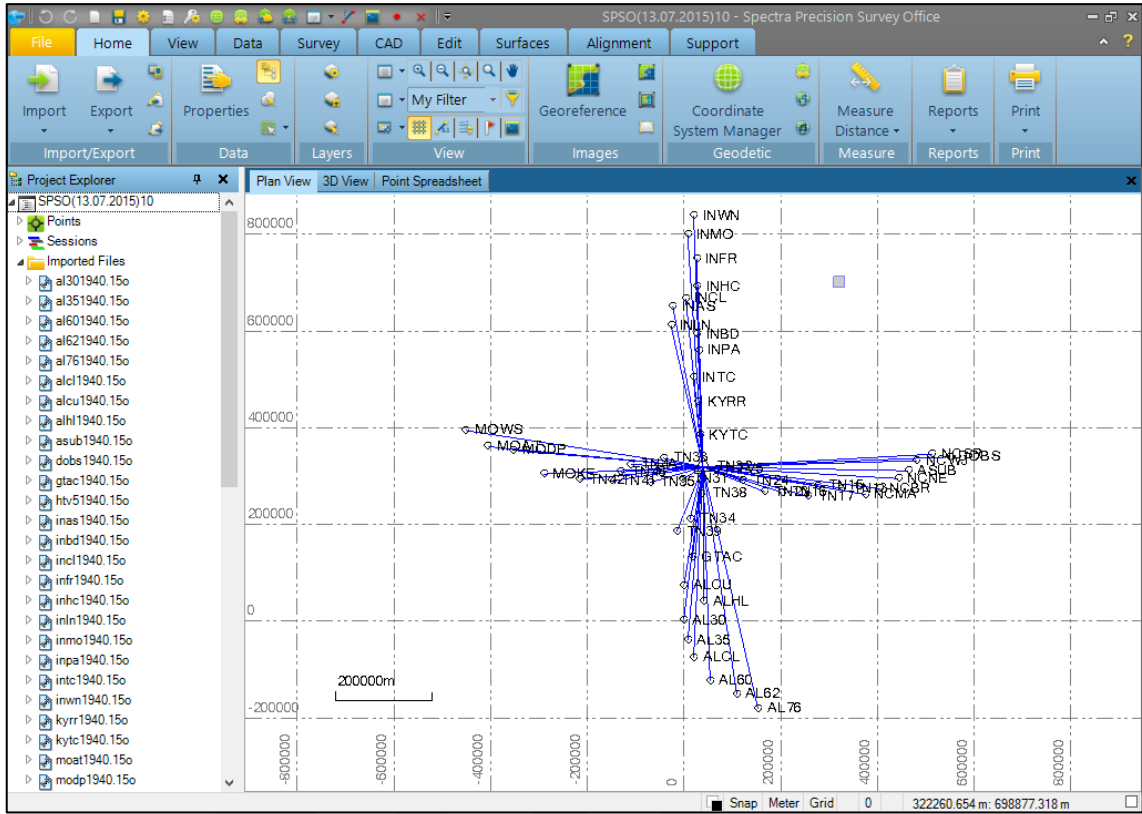 SPSO(13.07.2015)10 - Spectra Precision Survey Office
File Home View Data Survey CAD Edit Surfaces Alignment Support
My Filter
Import Export Properties Georeference Coordinate System Manager Measure Distance Reports Print
Import/Export Data Layers View Images Geodetic Measure Reports Print
Project Explorer
Plan View 3D View Point Spreadsheet
SPSO(13.07.2015)10
Points
Sessions
Imported Files
al301940.15o
al351940.15o
al601940.15o
al621940.15o
al761940.15o
alcl1940.15o
alcu1940.15o
alhl1940.15o
asub1940.15o
dobs1940.15o
gtac1940.15o
htv51940.15o
inas1940.15o
inbd1940.15o
incl1940.15o
infr1940.15o
inhc1940.15o
inln1940.15o
inmo1940.15o
inpa1940.15o
intc1940.15o
inwn1940.15o
kyrr1940.15o
kytc1940.15o
moat1940.15o
modp1940.15o
800000
600000
400000
200000
0
-200000
INWN
INMO
INFR
INHC
INCL
INAS
INLN
INBD
INPA
INTC
KYRR
KYTC
MOWS
MODP
MOKE
TN42
TN41
TN33
TN35
TN31
TN38
TN24
TN16
TN17
TN15
TN13
NCBR
NCMA
NCNE
ASUB
NCWJ
NCSR
DOBS
TN34
TN39
GTAC
ALCU
ALHL
AL30
AL35
ALCL
AL60
AL62
AL76
200000m
-800000
-600000
-400000
-200000
0
200000
400000
600000
800000
Snap Meter Grid 0 322260.654 m: 698877.318 m